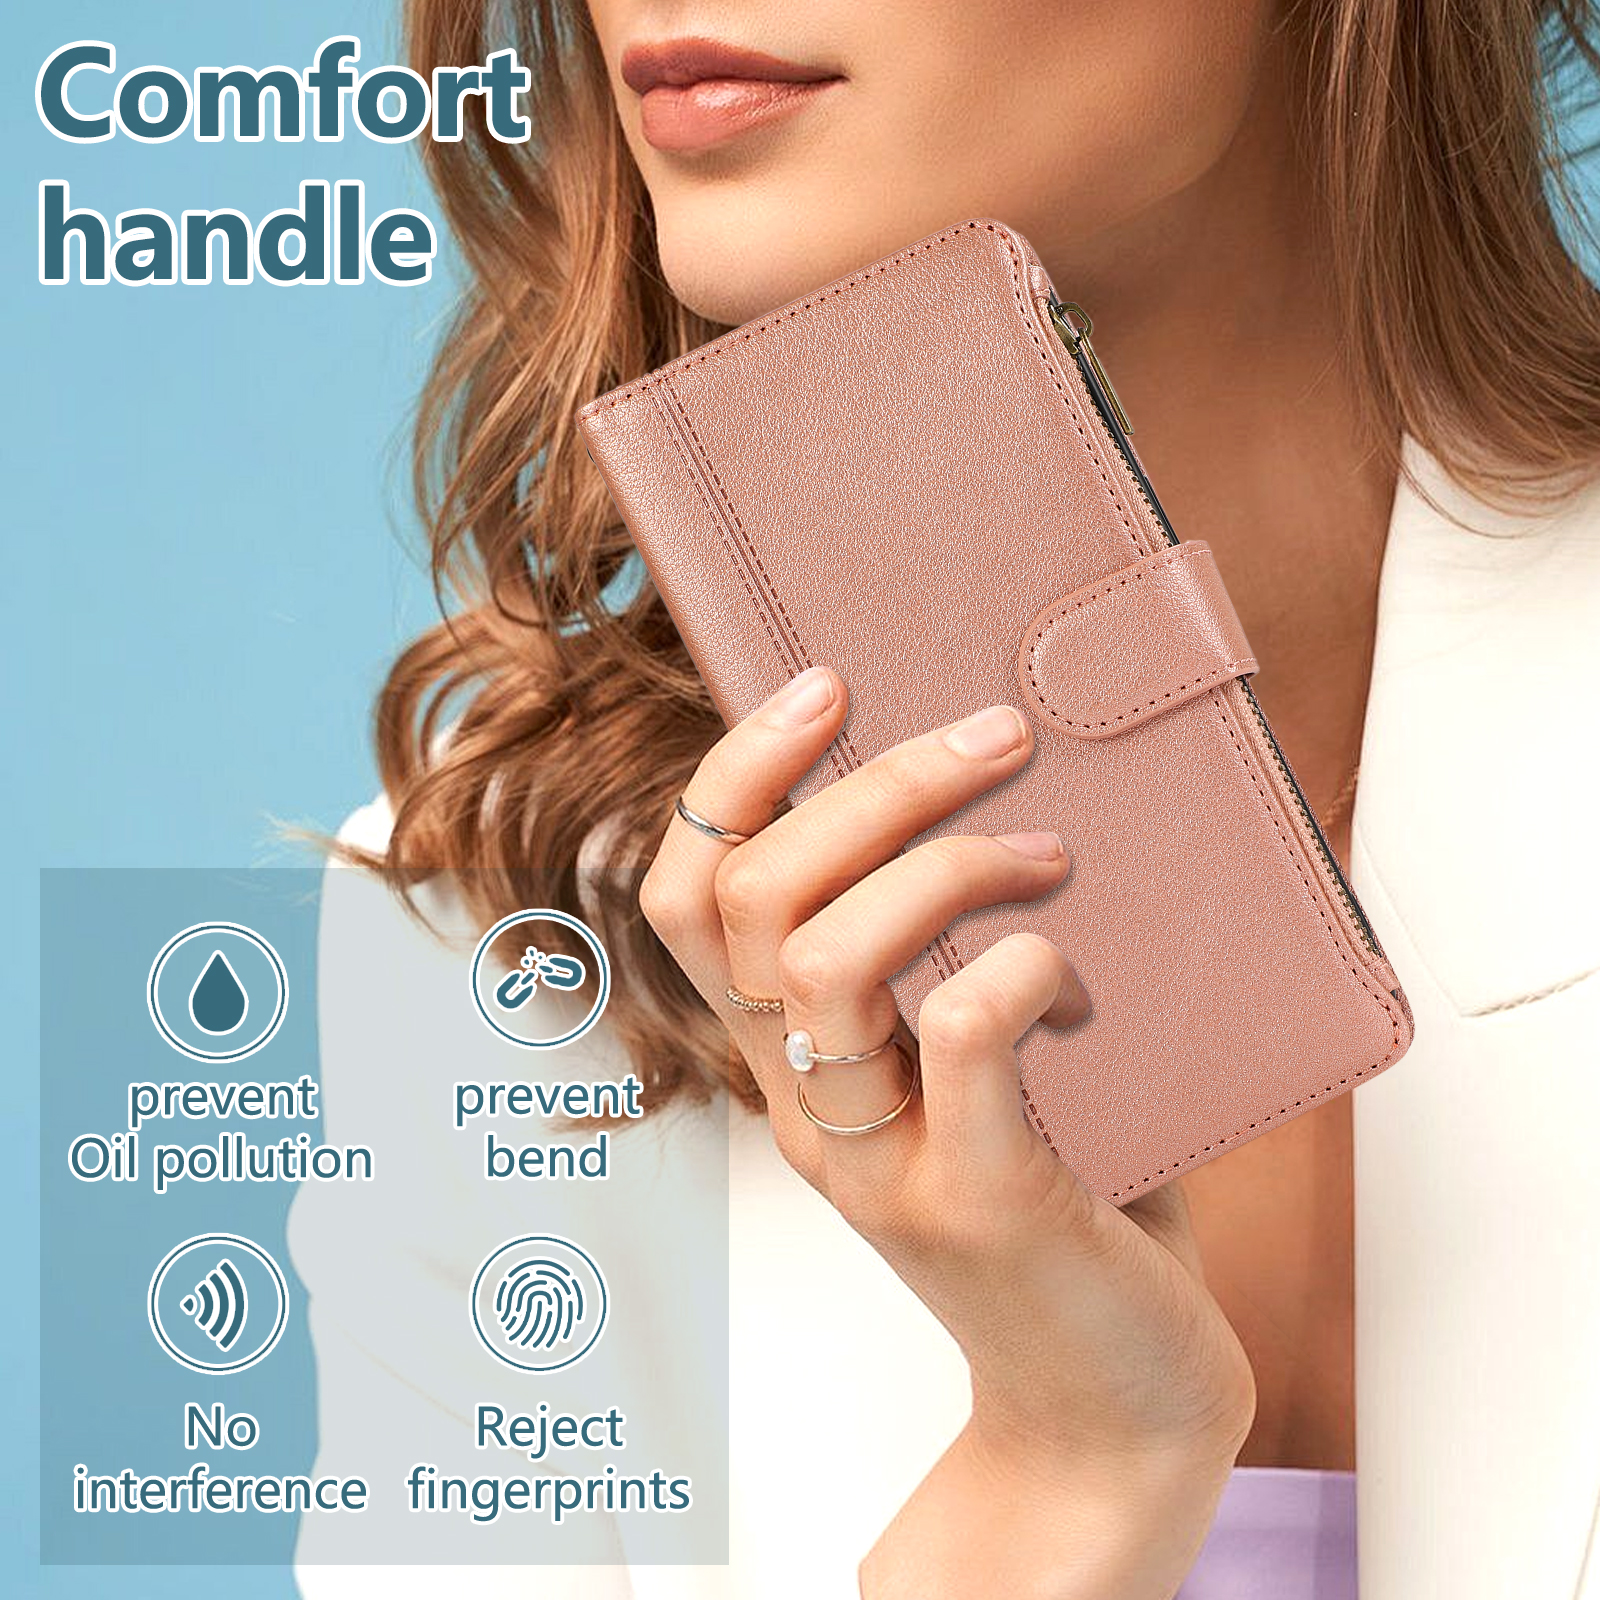 Comfort
handle
prevent
Oil pollution
prevent
bend
No
interference
Reject
fingerprints